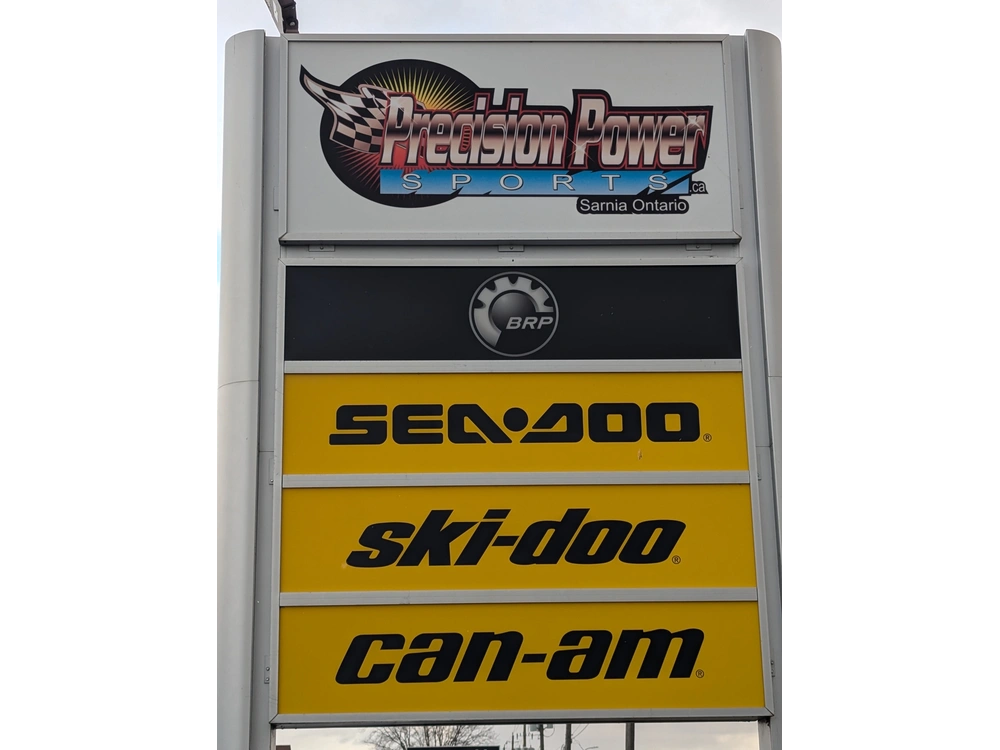 Precision Power
SPORTS.ca
Sarnia Ontario
BRP
SEA-DOO®
ski-doo®
can-am®